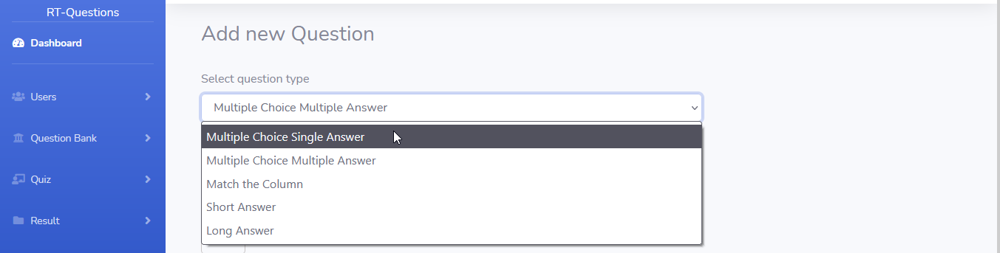 RT-Questions
Dashboard
Users
Question Bank
Quiz
Result
Add new Question
Select question type
Multiple Choice Multiple Answer
Multiple Choice Single Answer
Multiple Choice Multiple Answer
Match the Column
Short Answer
Long Answer